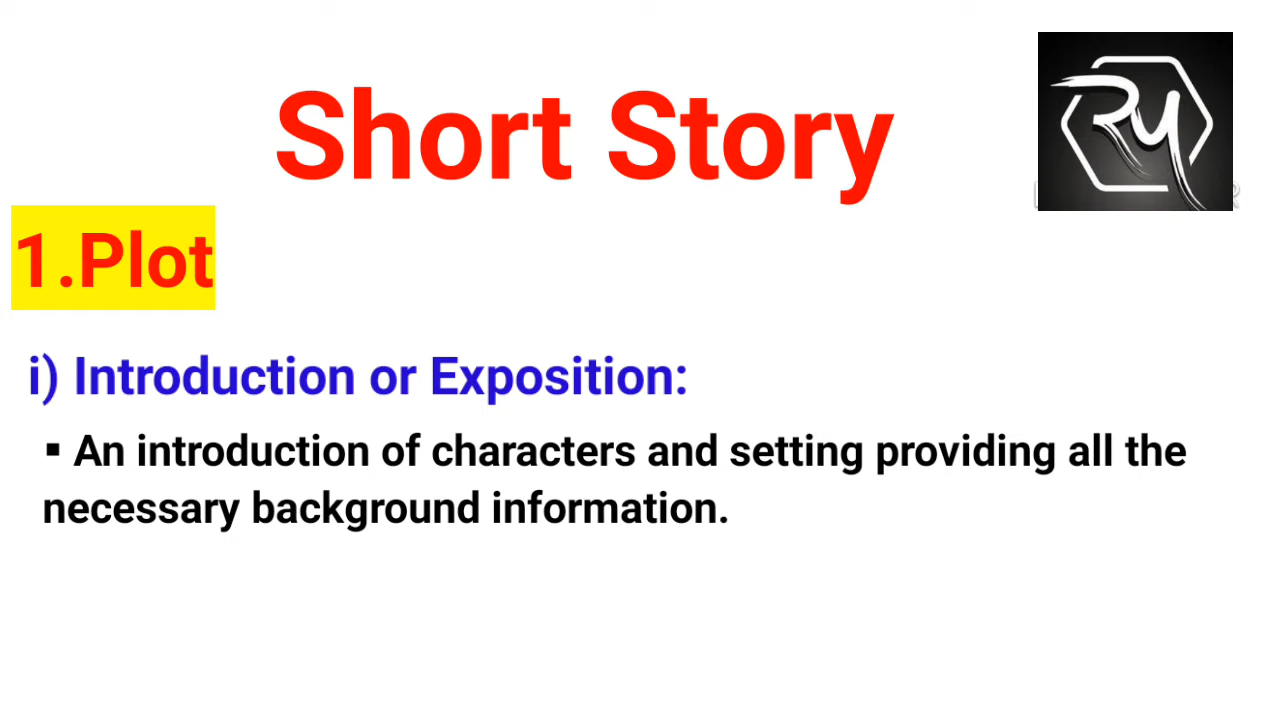 Short Story
RY
1.Plot
i) Introduction or Exposition:
▪ An introduction of characters and setting providing all the
necessary background information.